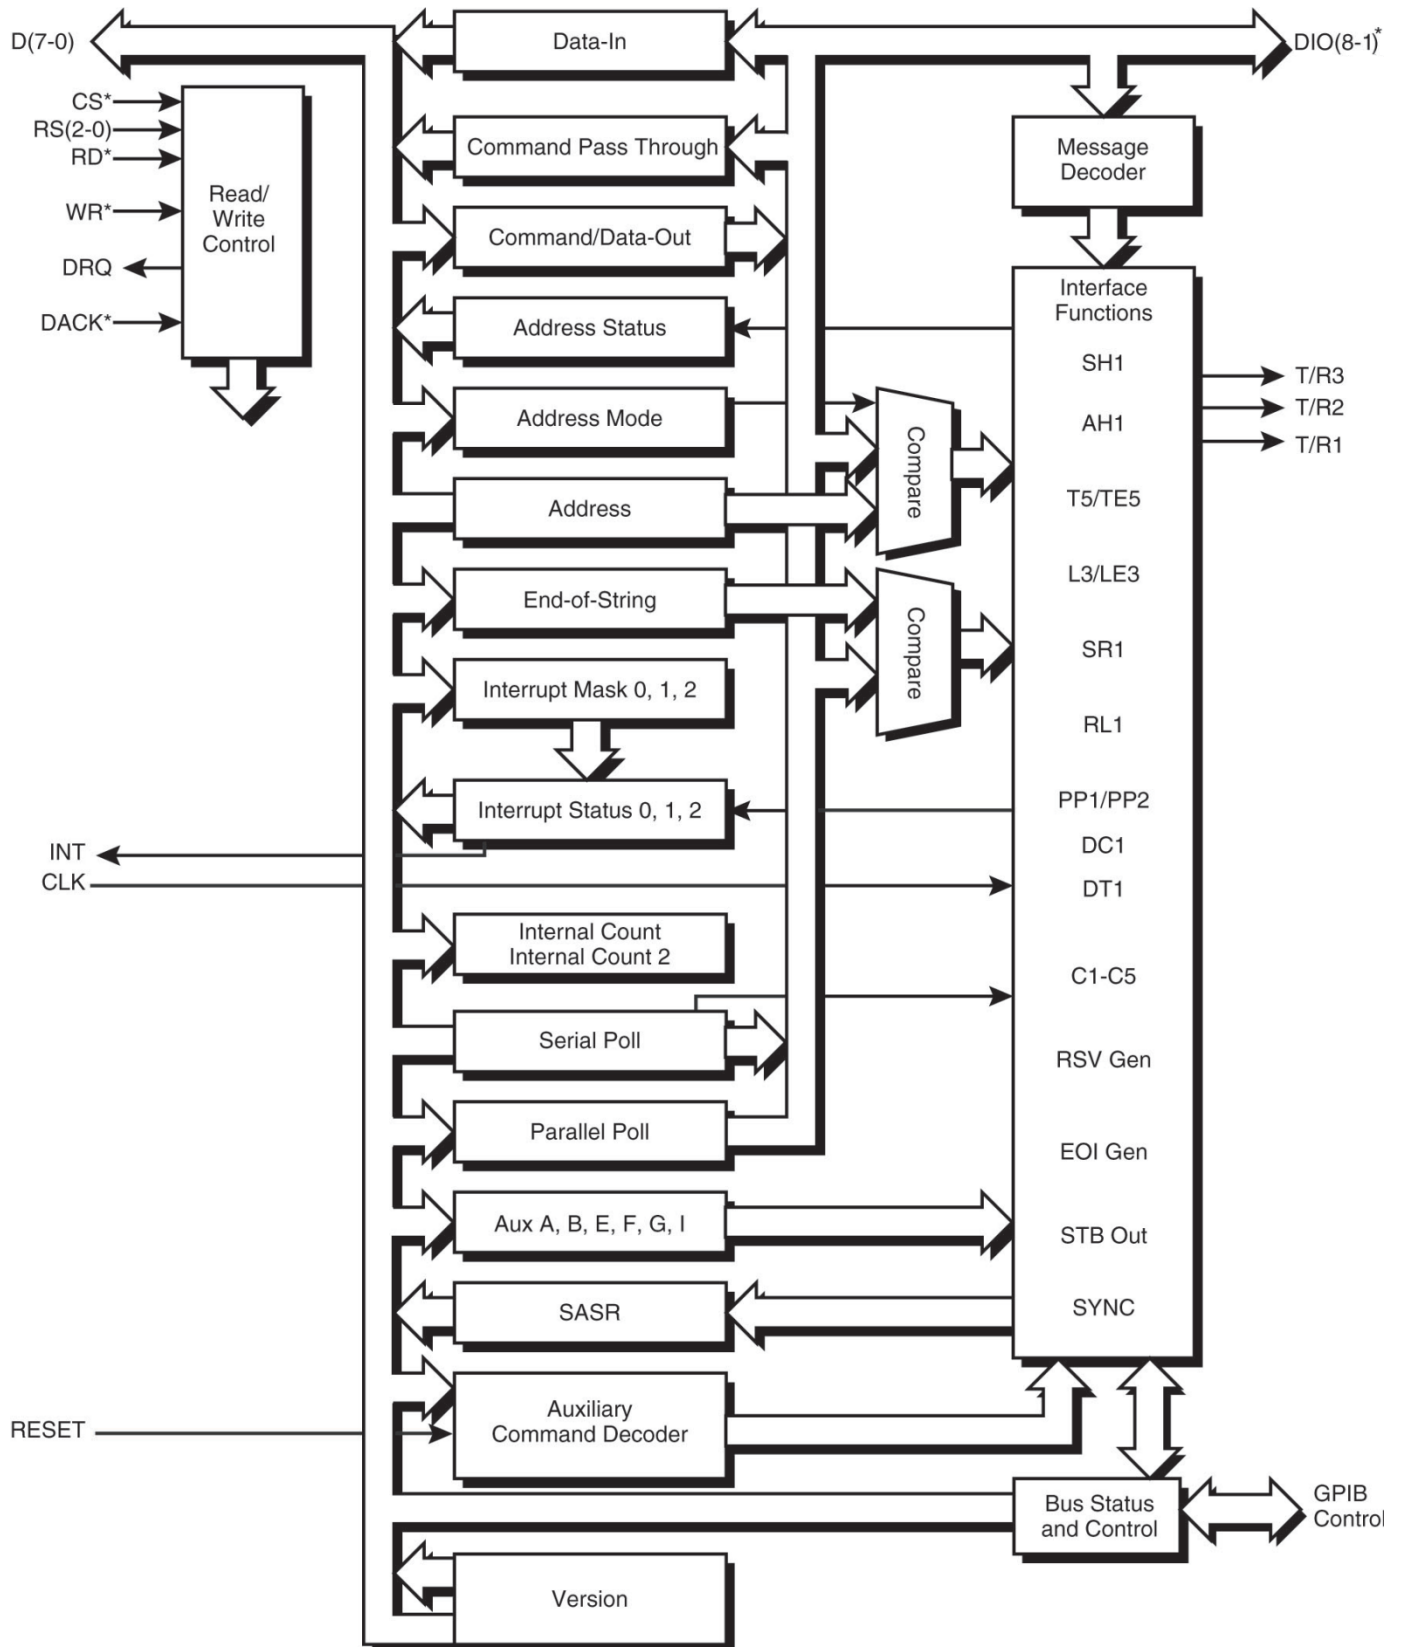 D(7-0)
Data-In
DIO(8-1)*
CS*
RS(2-0)
RD*
WR*
DRQ
DACK*
Read/
Write
Control
Command Pass Through
Message
Decoder
Command/Data-Out
Interface
Functions
Address Status
SH1
T/R3
T/R2
T/R1
Address Mode
AH1
Compare
Address
T5/TE5
End-of-String
L3/LE3
Compare
SR1
Interrupt Mask 0, 1, 2
RL1
Interrupt Status 0, 1, 2
PP1/PP2
INT
CLK
DC1
DT1
Internal Count
Internal Count 2
C1-C5
Serial Poll
RSV Gen
Parallel Poll
EOI Gen
Aux A, B, E, F, G, I
STB Out
SASR
SYNC
RESET
Auxiliary
Command Decoder
Bus Status
and Control
GPIB
Control
Version